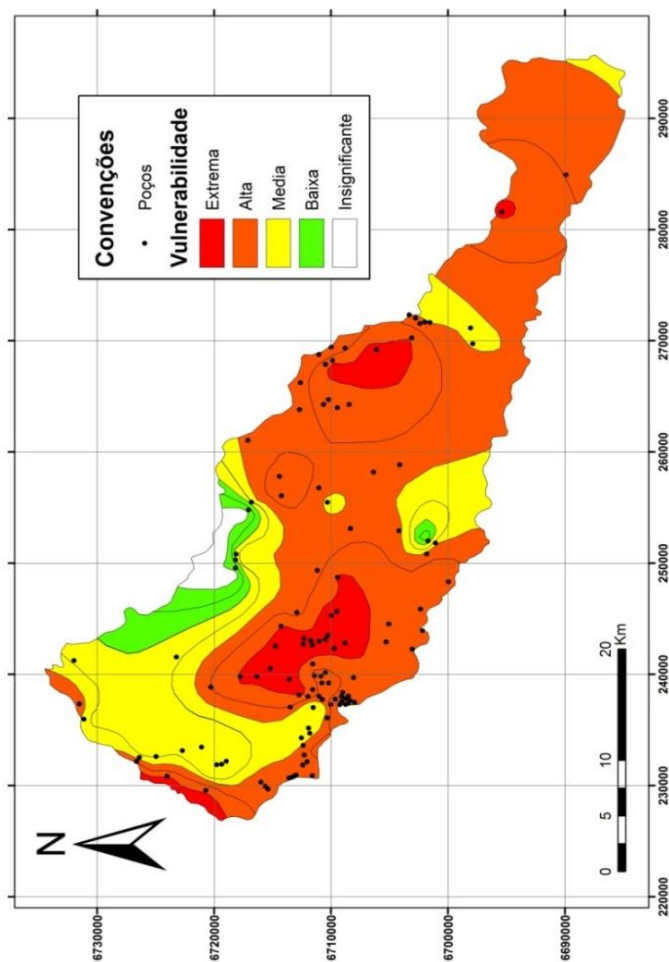 Convenções
Poços
Vulnerabilidade
Extrema
Alta
Media
Baixa
Insignificante
N
0 5 10 20
Km
6730000
6720000
6710000
6700000
6690000
220000
230000
240000
250000
260000
270000
280000
290000